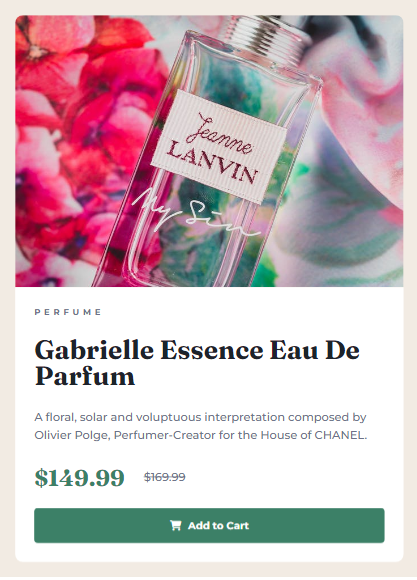 Jeanne
LANVIN
My Sin
PERFUME
Gabrielle Essence Eau De
Parfum
A floral, solar and voluptuous interpretation composed by
Olivier Polge, Perfumer-Creator for the House of CHANEL.
$149.99 $169.99
Add to Cart